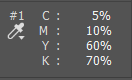 #1 C : 5%
M : 10%
Y : 60%
K : 70%